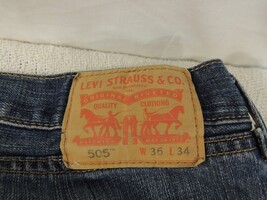 LEVI STRAUSS & CO.
ORIGINAL RIVETED
QUALITY CLOTHING
505 W 36 L 34